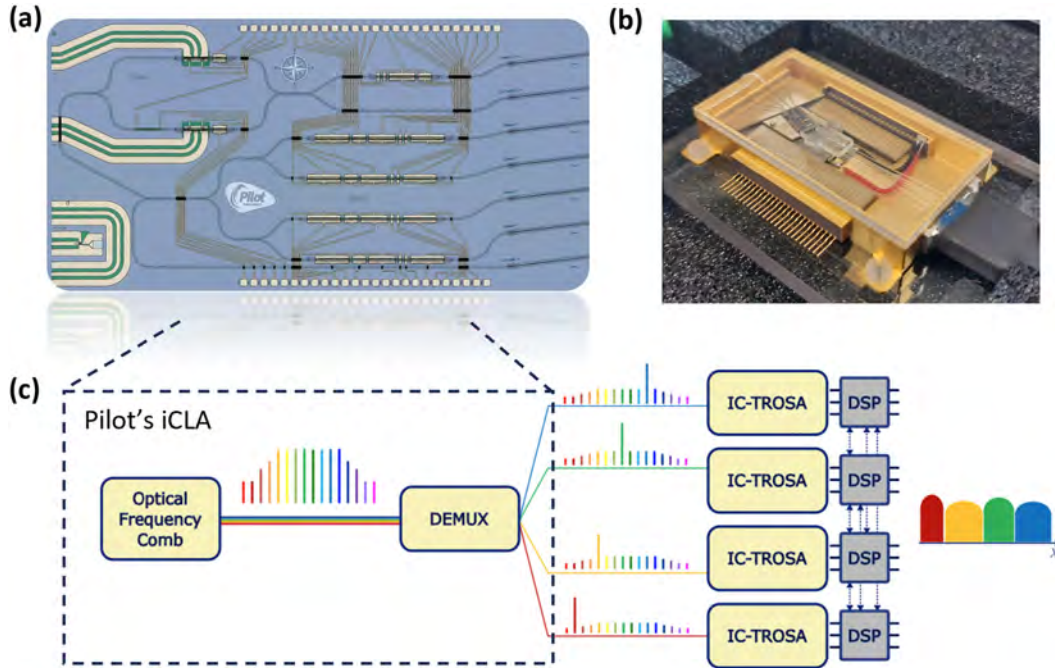 (a)
Pilot
(b)
(c)
Pilot's iCLA
Optical
Frequency
Comb
DEMUX
IC-TROSA
DSP
IC-TROSA
DSP
IC-TROSA
DSP
IC-TROSA
DSP
λ